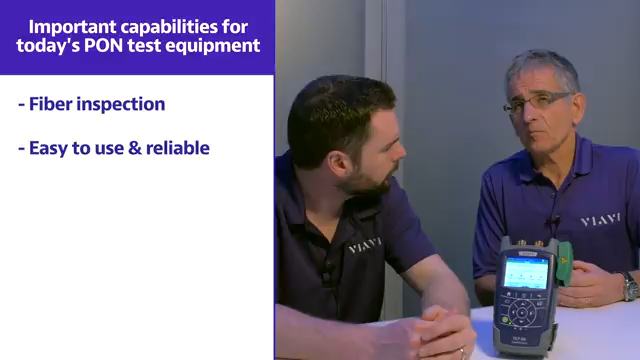 Important capabilities for
today's PON test equipment
- Fiber inspection
- Easy to use & reliable
VIAVI
VIAVI